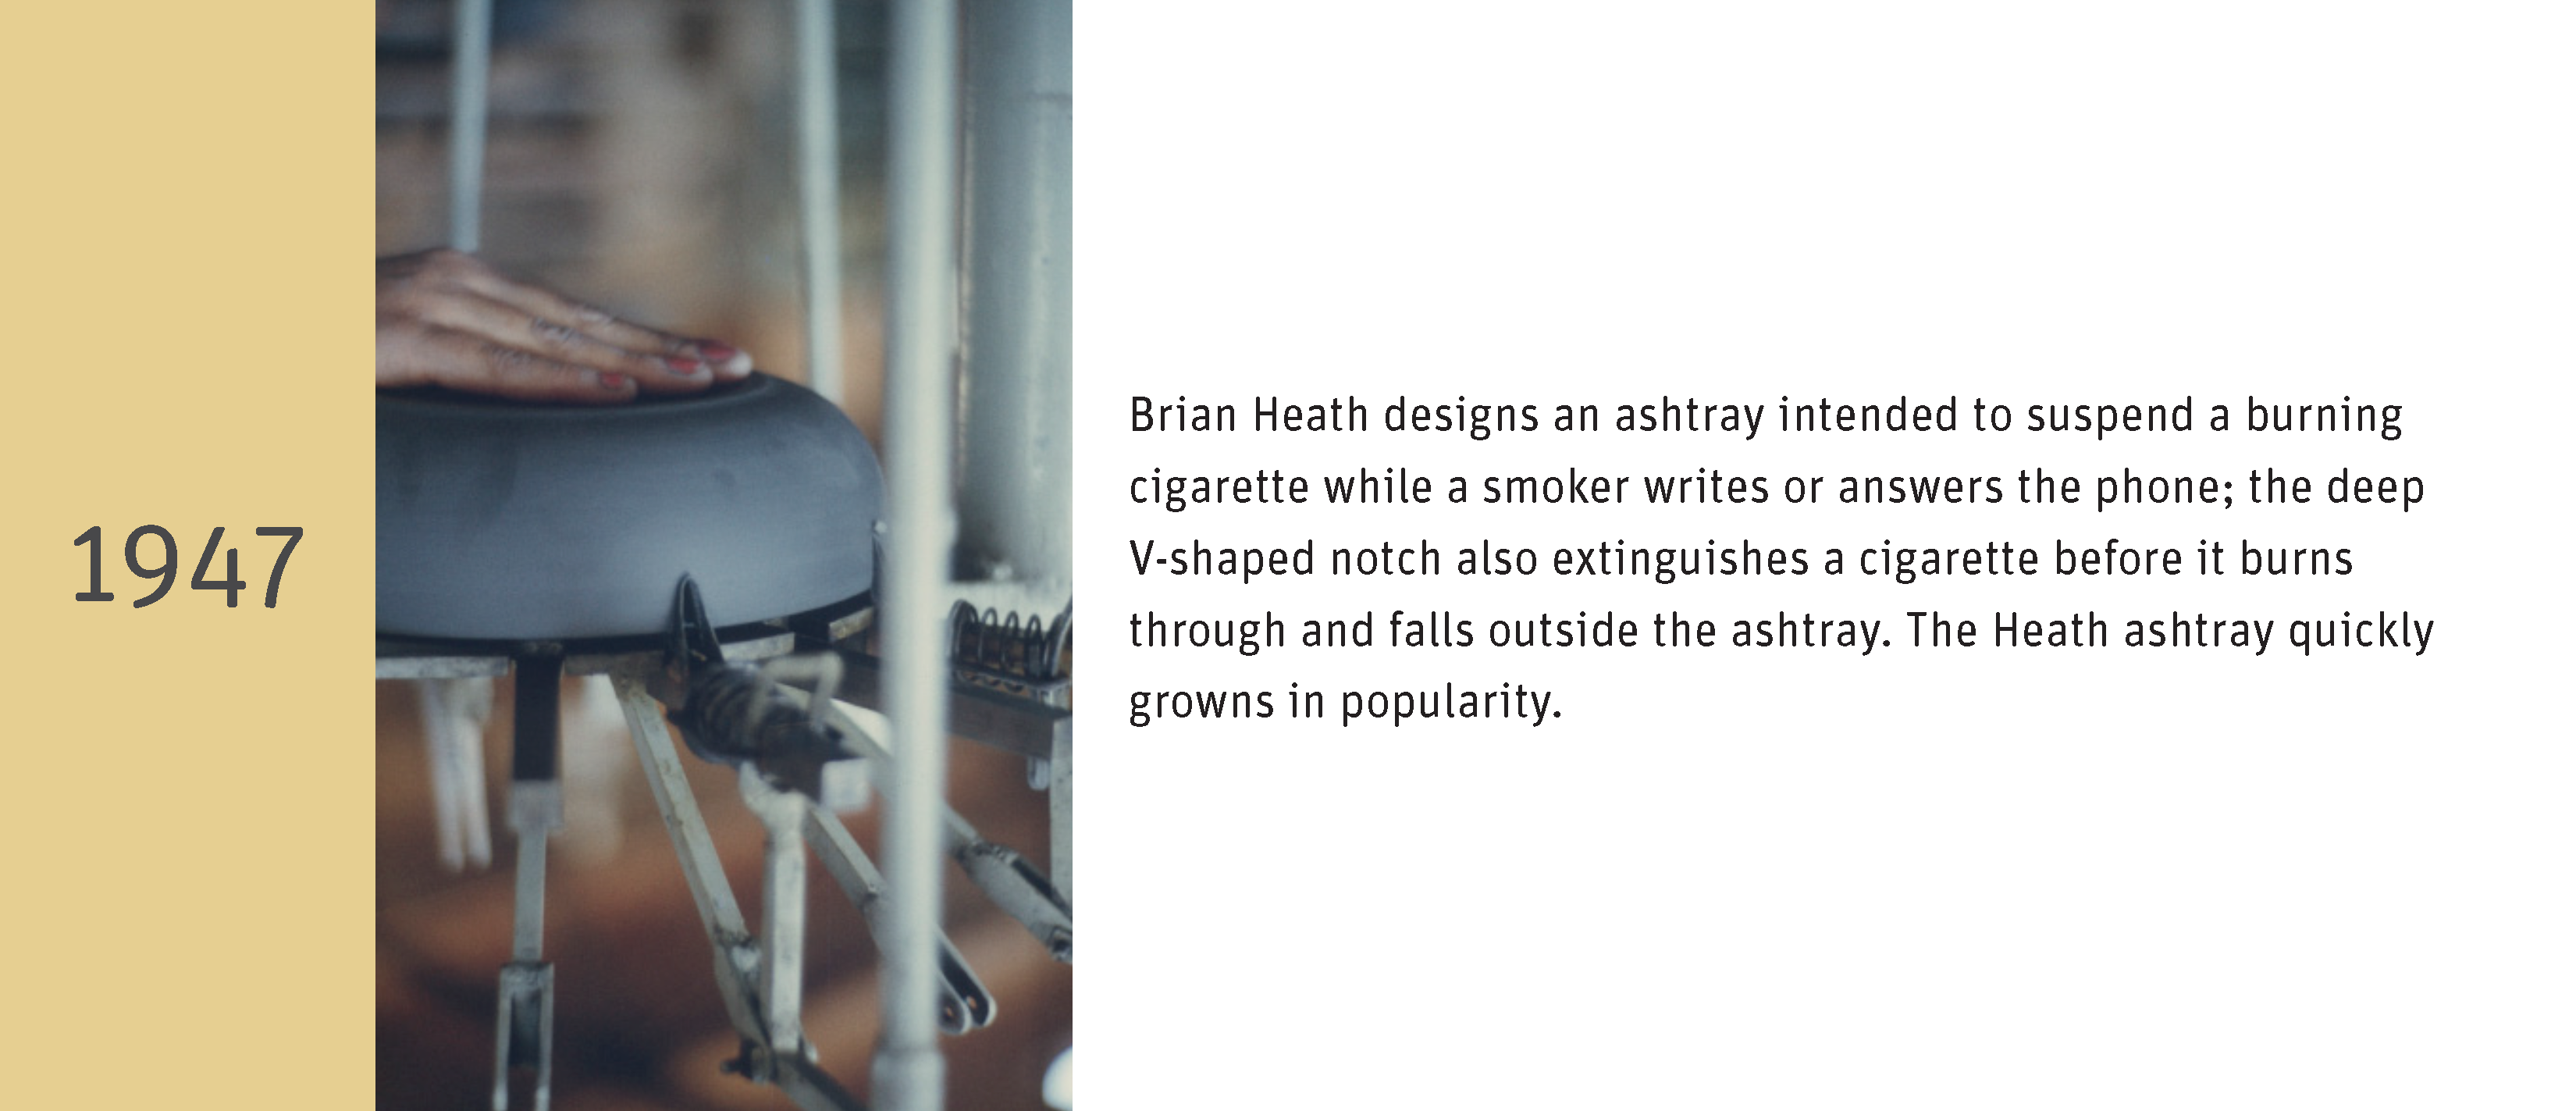 1947
Brian Heath designs an ashtray intended to suspend a burning
cigarette while a smoker writes or answers the phone; the deep
V-shaped notch also extinguishes a cigarette before it burns
through and falls outside the ashtray. The Heath ashtray quickly
growns in popularity.